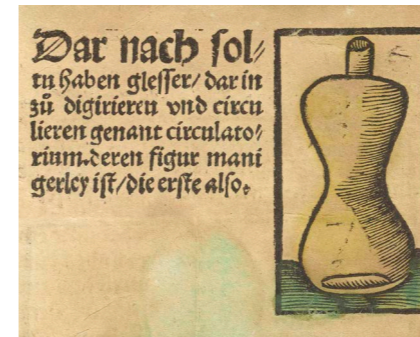 Dar nach sol/
tu haben glesser/ dar in
zů digirieren vnd circu
lieren genant circulato/
rium.deren figur mani
gerley ist/die erste also.